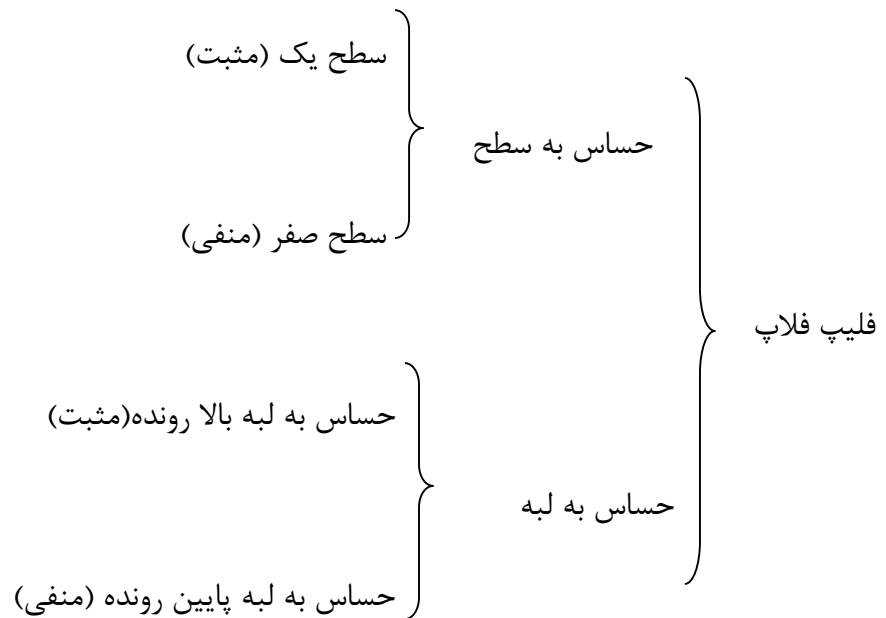 سطح یک (مثبت)
حساس به سطح
سطح صفر (منفی)
فلیپ فلاپ
حساس به لبه بالا رونده(مثبت)
حساس به لبه
حساس به لبه پایین رونده (منفی)